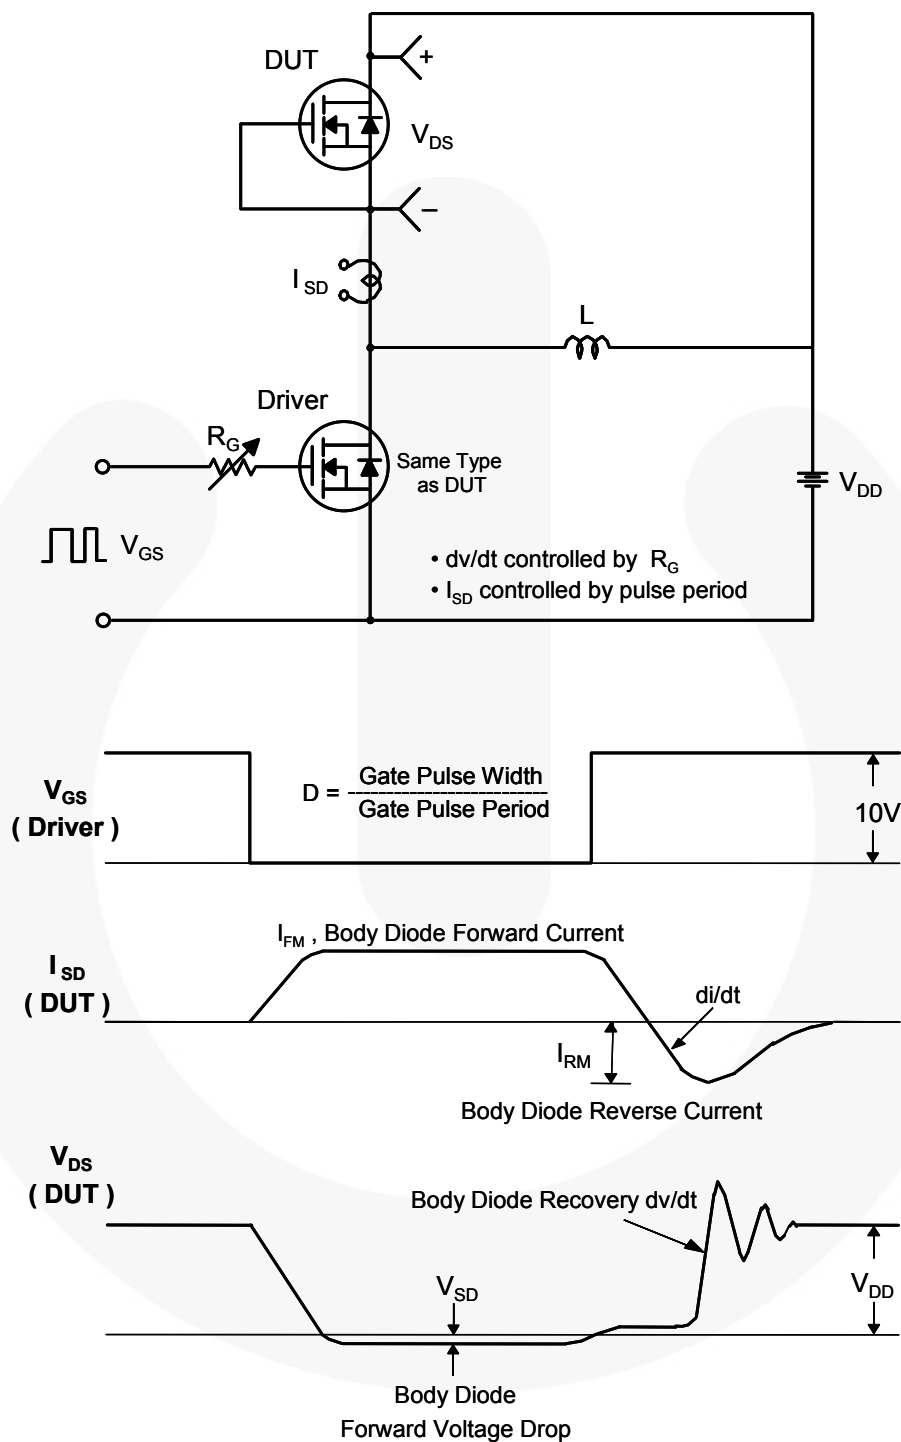 DUT
+
V_DS
–
I_SD
L
Driver
R_G
Same Type
as DUT
V_DD
V_GS
• dv/dt controlled by R_G
• I_SD controlled by pulse period
V_GS
( Driver )
D = Gate Pulse Width
--------------------------
Gate Pulse Period
10V
I_FM , Body Diode Forward Current
I_SD
( DUT )
di/dt
I_RM
Body Diode Reverse Current
V_DS
( DUT )
Body Diode Recovery dv/dt
V_SD
V_DD
Body Diode
Forward Voltage Drop